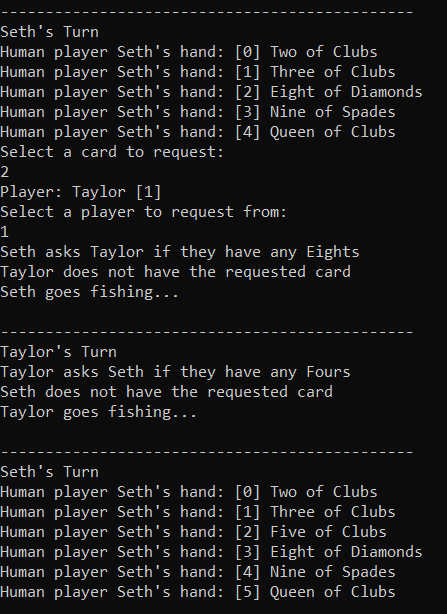 ----------------------------------------------
Seth's Turn
Human player Seth's hand: [0] Two of Clubs
Human player Seth's hand: [1] Three of Clubs
Human player Seth's hand: [2] Eight of Diamonds
Human player Seth's hand: [3] Nine of Spades
Human player Seth's hand: [4] Queen of Clubs
Select a card to request:
2
Player: Taylor [1]
Select a player to request from:
1
Seth asks Taylor if they have any Eights
Taylor does not have the requested card
Seth goes fishing...
----------------------------------------------
Taylor's Turn
Taylor asks Seth if they have any Fours
Seth does not have the requested card
Taylor goes fishing...
----------------------------------------------
Seth's Turn
Human player Seth's hand: [0] Two of Clubs
Human player Seth's hand: [1] Three of Clubs
Human player Seth's hand: [2] Five of Clubs
Human player Seth's hand: [3] Eight of Diamonds
Human player Seth's hand: [4] Nine of Spades
Human player Seth's hand: [5] Queen of Clubs